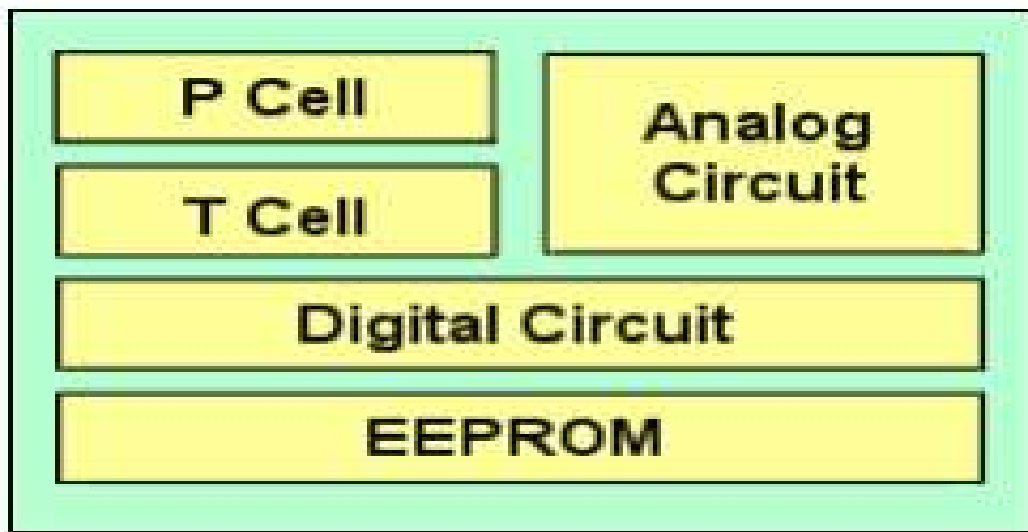 P Cell
T Cell
Analog
Circuit
Digital Circuit
EEPROM